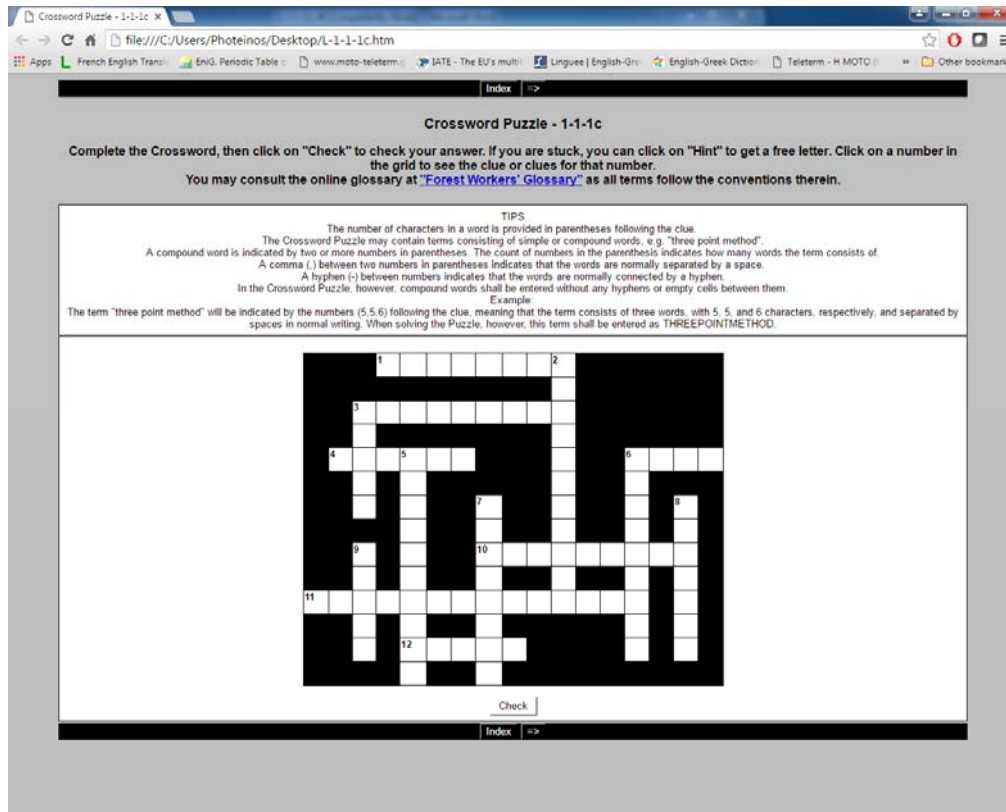 Crossword Puzzle - 1-1-1c
file:///C:/Users/Photeinos/Desktop/L-1-1-1c.htm
Apps French English Transl EniG. Periodic Table www.moto-teleterm.g IATE - The EU's multi Linguee | English-Gre English-Greek Diction Teleterm - H MOTO » Other bookmark
Index =>
Crossword Puzzle - 1-1-1c
Complete the Crossword, then click on "Check" to check your answer. If you are stuck, you can click on "Hint" to get a free letter. Click on a number in
the grid to see the clue or clues for that number.
You may consult the online glossary at "Forest Workers' Glossary" as all terms follow the conventions therein.
TIPS
The number of characters in a word is provided in parentheses following the clue.
The Crossword Puzzle may contain terms consisting of simple or compound words, e.g. "three point method".
A compound word is indicated by two or more numbers in parentheses. The count of numbers in the parenthesis indicates how many words the term consists of.
A comma (,) between two numbers in parentheses indicates that the words are normally separated by a space.
A hyphen (-) between numbers indicates that the words are normally connected by a hyphen.
In the Crossword Puzzle, however, compound words shall be entered without any hyphens or empty cells between them.
Example:
The term "three point method" will be indicated by the numbers (5,5,6) following the clue, meaning that the term consists of three words, with 5, 5, and 6 characters, respectively, and separated by
spaces in normal writing. When solving the Puzzle, however, this term shall be entered as THREEPOINTMETHOD.
1 2
3
4 5 6
7 8
9 10
11
12
Check
Index =>